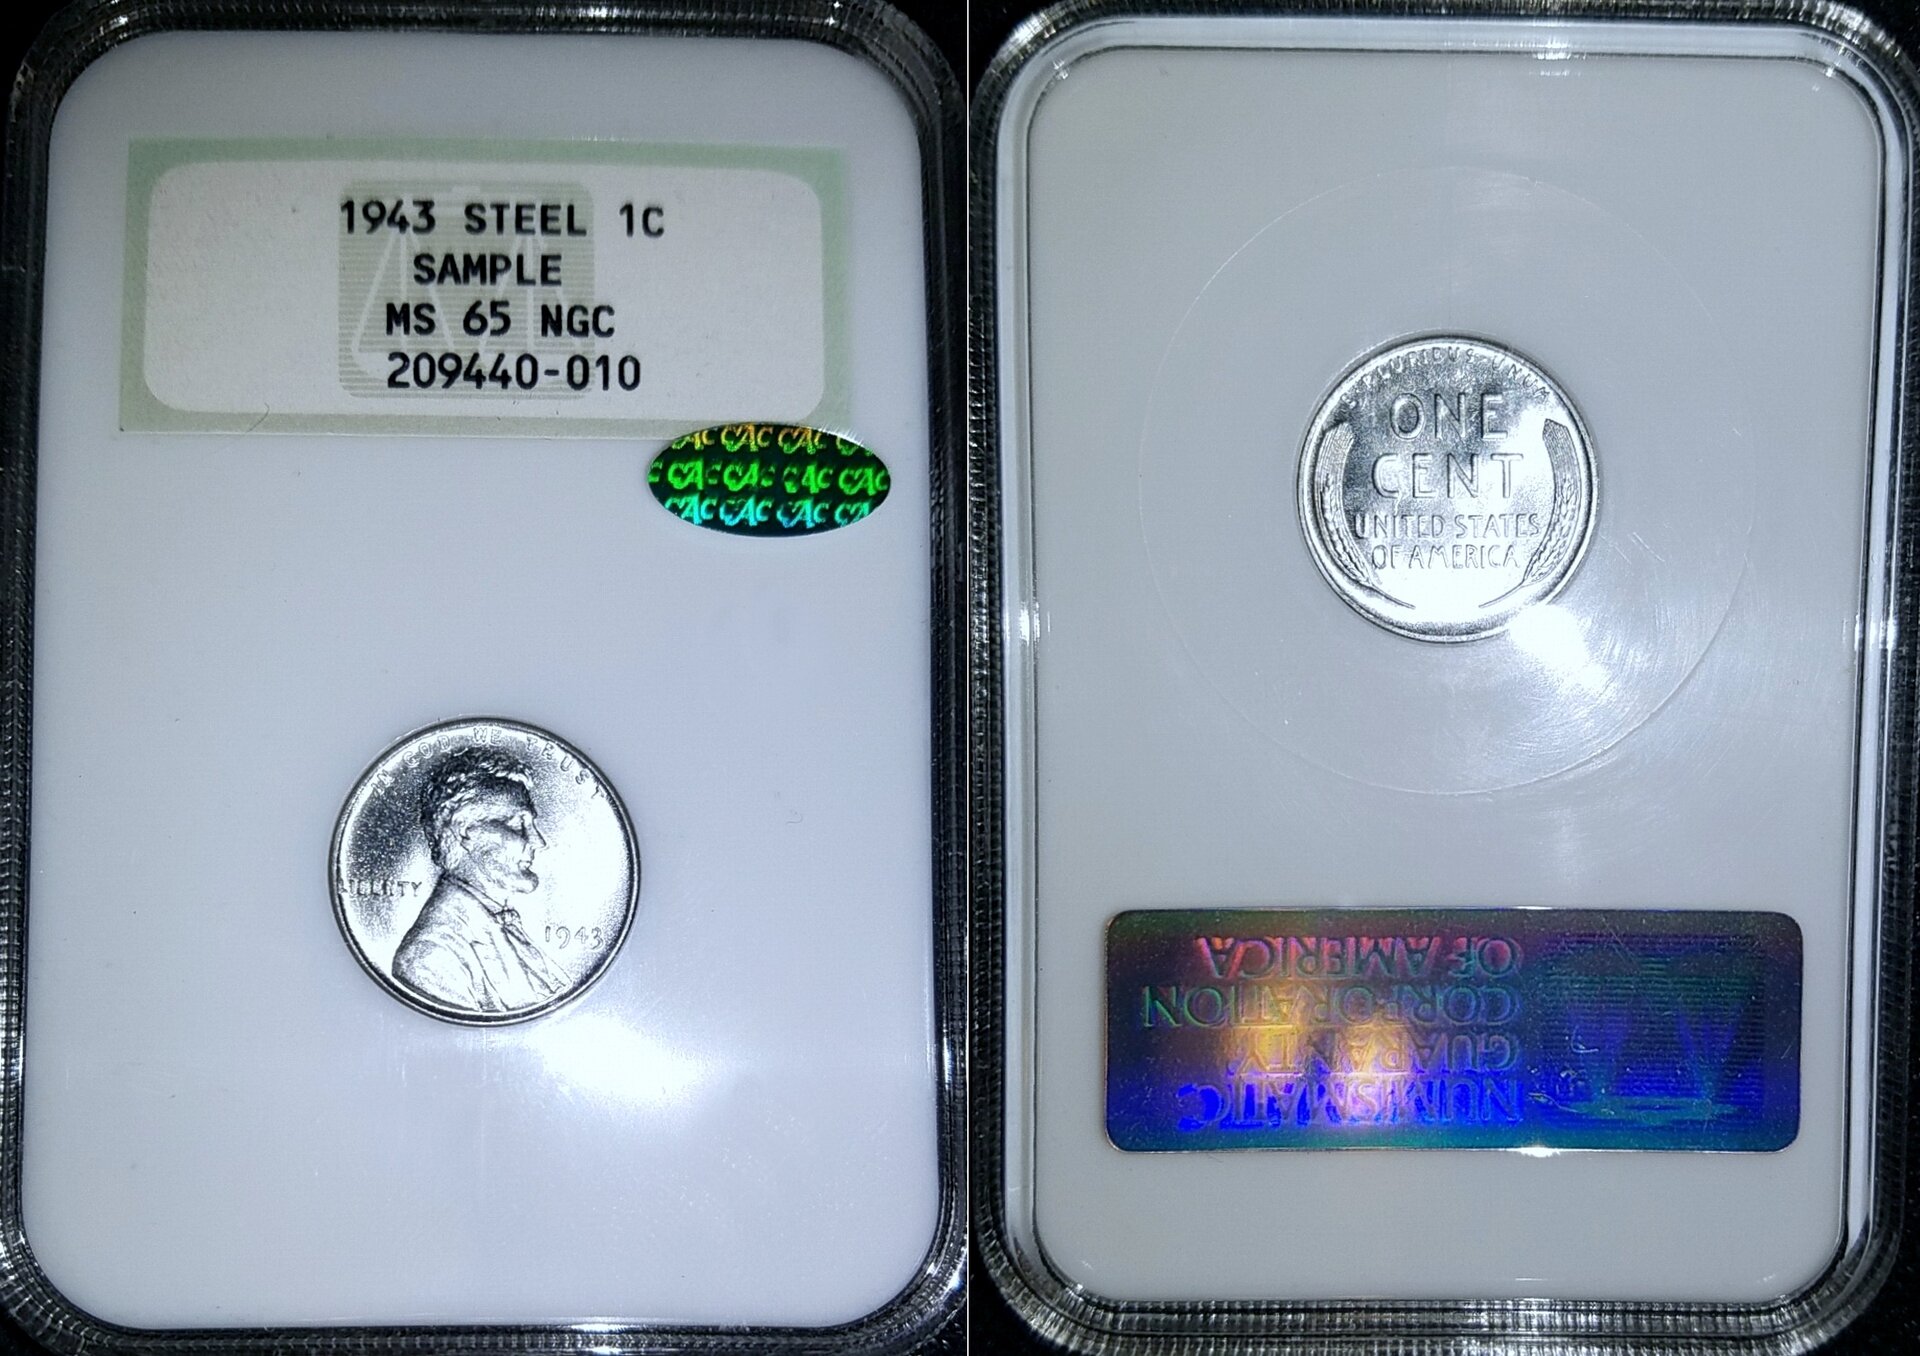 1943 STEEL 1C
SAMPLE
MS 65 NGC
209440-010
CAC CAC CAC
CAC CAC CAC CAC
CAC CAC CAC CA
IN GOD WE TRUST
LIBERTY
1943
E PLURIBUS UNUM
ONE
CENT
UNITED STATES
OF AMERICA
NUMISMATIC
GUARANTY
CORPORATION
OF AMERICA